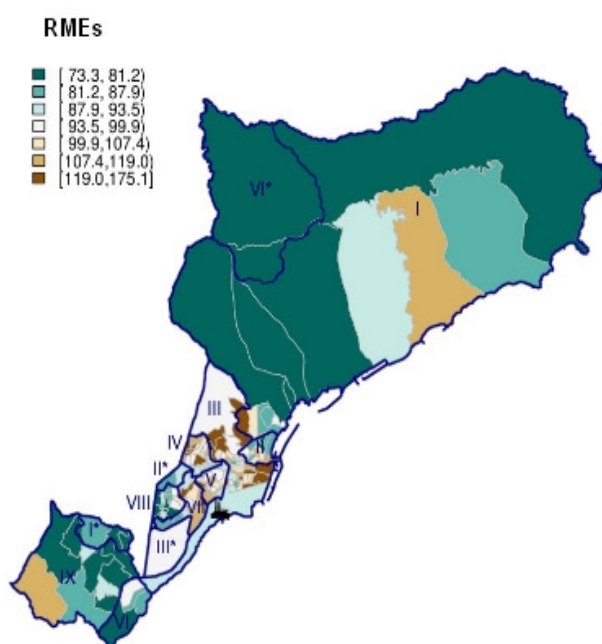 RMEs
[ 73.3, 81.2)
[ 81.2, 87.9)
[ 87.9, 93.5)
[ 93.5, 99.9)
[ 99.9,107.4)
[107.4,119.0)
[119.0,175.1]
VI*
I
III
IV
II
II*
V
VIII
VII
III*
I*
IX
VI